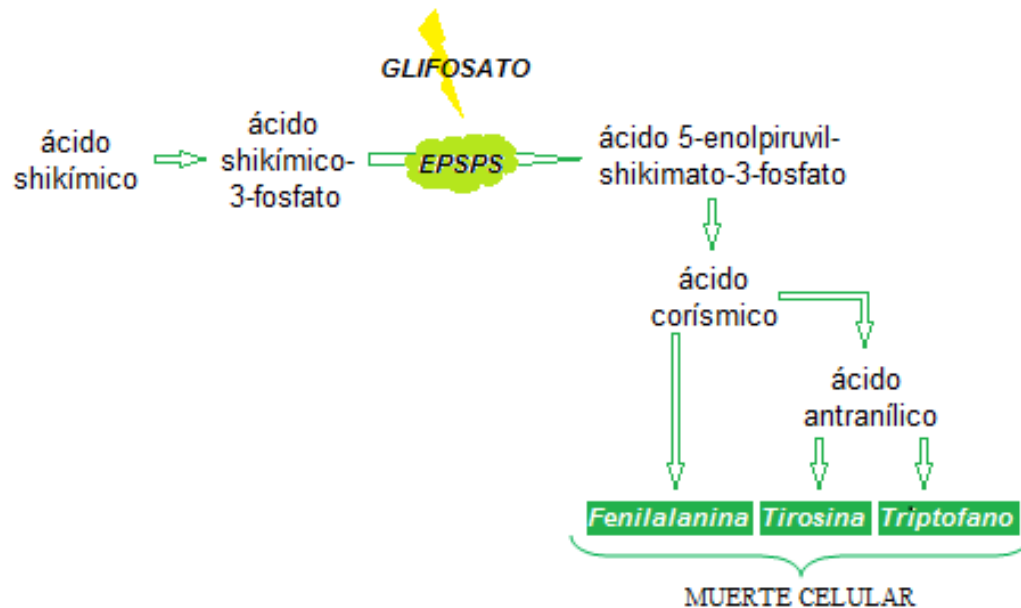 GLIFOSATO
ácido
shikímico
ácido
shikímico-
3-fosfato
EPSPS
ácido 5-enolpiruvil-
shikimato-3-fosfato
ácido
corísmico
ácido
antranílico
Fenilalanina
Tirosina
Triptofano
MUERTE CELULAR